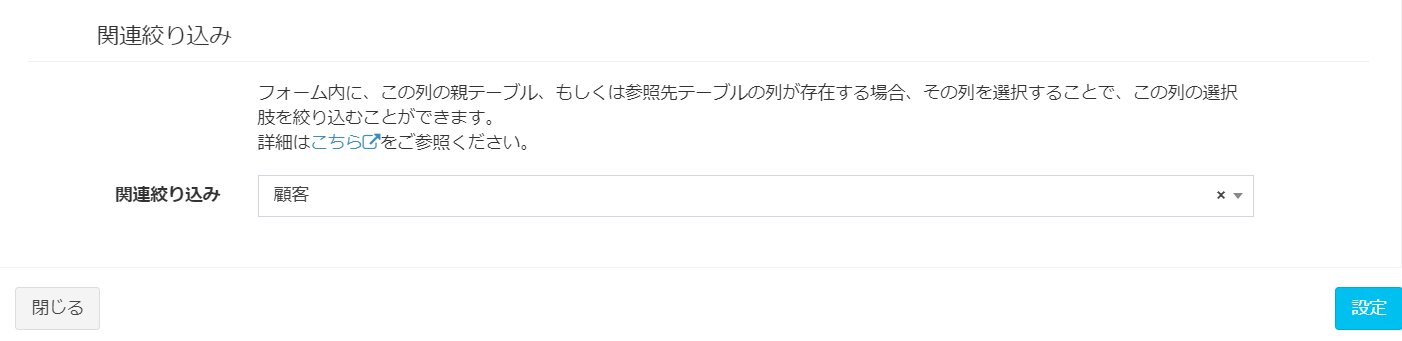 関連絞り込み
フォーム内に、この列の親テーブル、もしくは参照先テーブルの列が存在する場合、その列を選択することで、この列の選択
肢を絞り込むことができます。
詳細はこちらをご参照ください。
関連絞り込み 顧客 ×
閉じる 設定